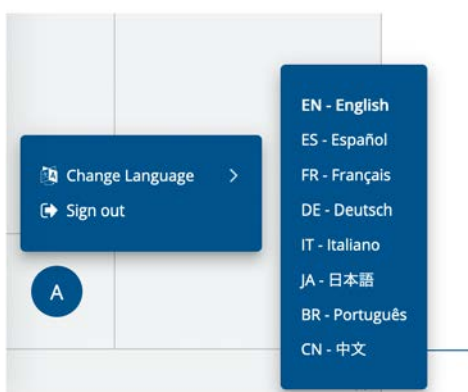 Change Language
Sign out
A
EN - English
ES - Español
FR - Français
DE - Deutsch
IT - Italiano
JA - 日本語
BR - Português
CN - 中文